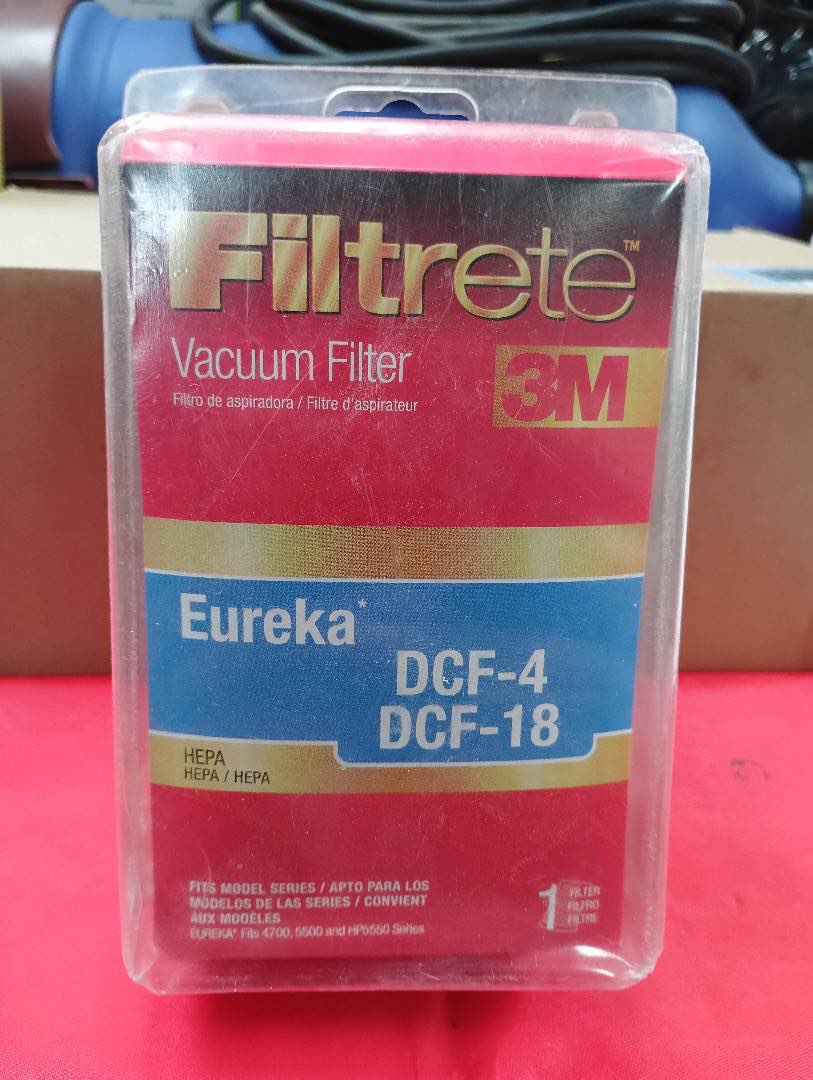 Filtrete™
Vacuum Filter
Filtro de aspiradora / Filtre d'aspirateur
3M
Eureka*
DCF-4
DCF-18
HEPA
HEPA / HEPA
FITS MODEL SERIES / APTO PARA LOS
MODELOS DE LAS SERIES / CONVIENT
AUX MODÈLES
EUREKA* Fits 4700, 5500 and HP5550 Series
1 FILTER
FILTRO
FILTRE